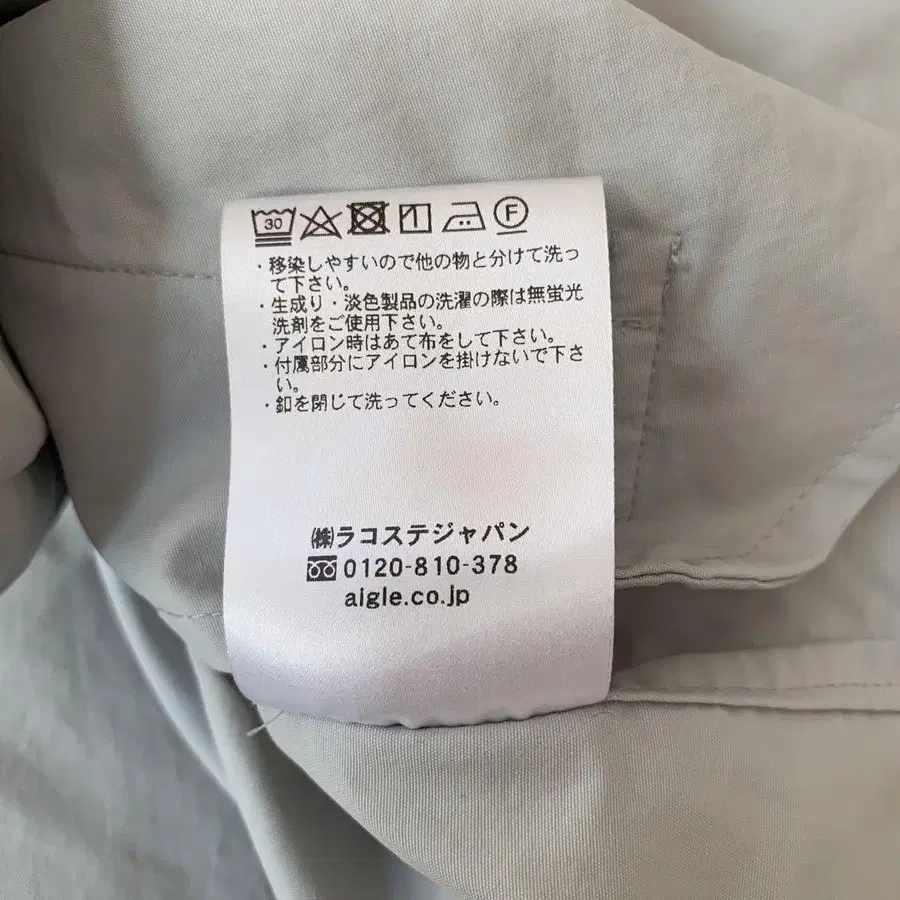 30 F
・移染しやすいので他の物と分けて洗っ
て下さい。
・生成り・淡色製品の洗濯の際は無蛍光
洗剤をご使用下さい。
・アイロン時はあて布をして下さい。
・付属部分にアイロンを掛けないで下さ
い。
・釦を閉じて洗ってください。
㈱ラコステジャパン
0120-810-378
aigle.co.jp